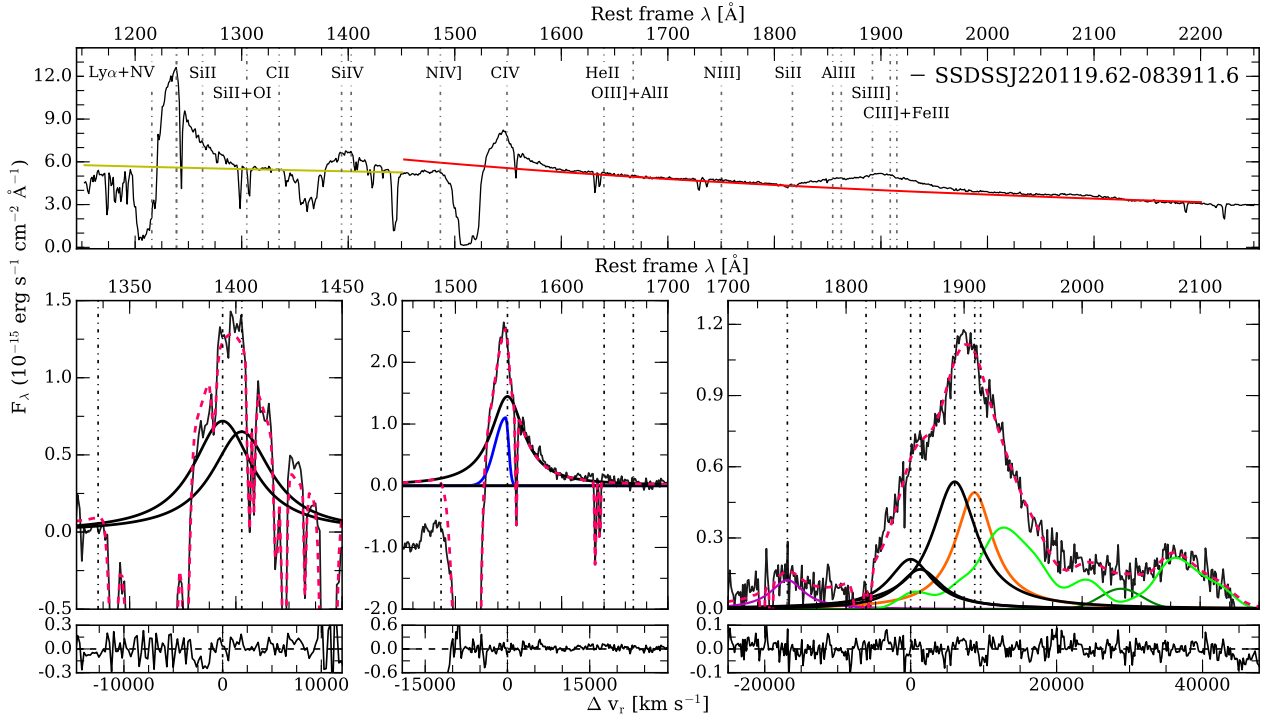 Rest frame λ [Å]
1200 1300 1400 1500 1600 1700 1800 1900 2000 2100 2200
12.0
9.0
6.0
3.0
0.0
Lyα+NV SiII CII SiIV NIV] CIV HeII NIII] SiII AlIII − SSDSSJ220119.62-083911.6
SiII+OI OIII]+AlII SiIII]
CIII]+FeIII
F_λ (10⁻¹⁵ erg s⁻¹ cm⁻² Å⁻¹)
Rest frame λ [Å]
1350 1400 1450
1.5
1.0
0.5
0.0
-0.5
0.3
0.0
-0.3
-10000 0 10000
1500 1600 1700
3.0
2.0
1.0
0.0
-1.0
-2.0
0.6
0.0
-0.6
-15000 0 15000
1700 1800 1900 2000 2100
1.2
0.9
0.6
0.3
0.0
0.1
0.0
-0.1
-20000 0 20000 40000
Δ v_r [km s⁻¹]